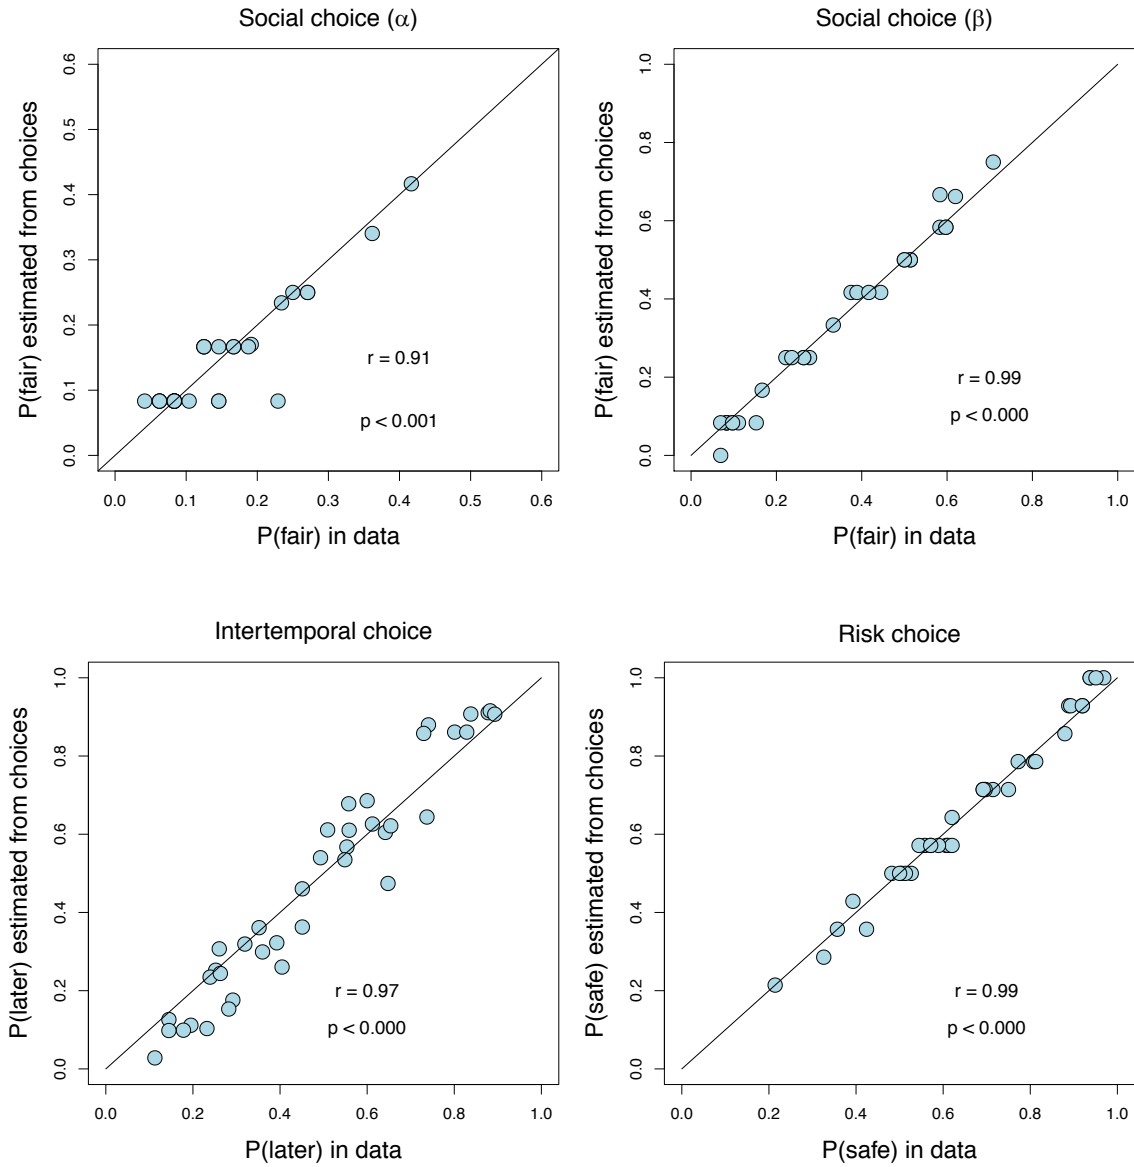 Social choice (α)
P(fair) estimated from choices
0.6
0.5
0.4
0.3
0.2
0.1
0.0
r = 0.91
p < 0.001
0.0 0.1 0.2 0.3 0.4 0.5 0.6
P(fair) in data
Social choice (β)
P(fair) estimated from choices
1.0
0.8
0.6
0.4
0.2
0.0
r = 0.99
p < 0.000
0.0 0.2 0.4 0.6 0.8 1.0
P(fair) in data
Intertemporal choice
P(later) estimated from choices
1.0
0.8
0.6
0.4
0.2
0.0
r = 0.97
p < 0.000
0.0 0.2 0.4 0.6 0.8 1.0
P(later) in data
Risk choice
P(safe) estimated from choices
1.0
0.8
0.6
0.4
0.2
0.0
r = 0.99
p < 0.000
0.0 0.2 0.4 0.6 0.8 1.0
P(safe) in data